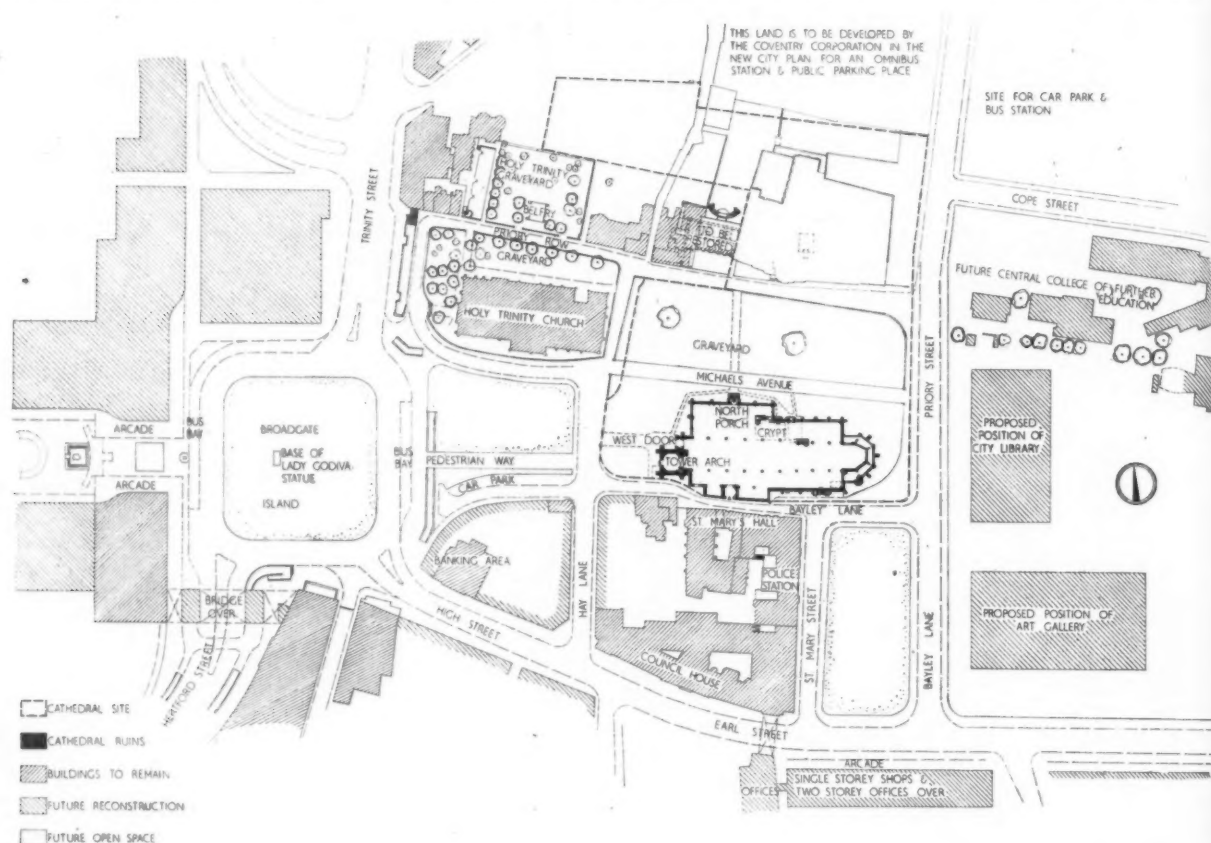 THIS LAND IS TO BE DEVELOPED BY
THE COVENTRY CORPORATION IN THE
NEW CITY PLAN FOR AN OMNIBUS
STATION & PUBLIC PARKING PLACE
SITE FOR CAR PARK &
BUS STATION
COPE STREET
TRINITY STREET
HOLY TRINITY
GRAVEYARD
BELFRY
PRIORY ROW
GRAVEYARD
TO BE
HOLY TRINITY CHURCH
FUTURE CENTRAL COLLEGE OF FURTHER
EDUCATION
GRAVEYARD
MICHAELS AVENUE
PRIORY STREET
NORTH
PORCH
CRYPT
WEST DOOR
TOWER ARCH
PROPOSED
POSITION OF
CITY LIBRARY
ARCADE
BUS
BAY
BROADGATE
BASE OF
LADY GODIVA
STATUE
ISLAND
ARCADE
BUS
BAY
PEDESTRIAN WAY
CAR PARK
BAYLEY LANE
ST MARY'S HALL
BANKING AREA
HAY LANE
POLICE
STATION
ST MARY STREET
BAYLEY LANE
PROPOSED POSITION OF
ART GALLERY
BRIDGE
OVER
HIGH STREET
HERTFORD STREET
COUNCIL HOUSE
EARL STREET
ARCADE
OFFICES
SINGLE STOREY SHOPS &
TWO STOREY OFFICES OVER
CATHEDRAL SITE
CATHEDRAL RUINS
BUILDINGS TO REMAIN
FUTURE RECONSTRUCTION
FUTURE OPEN SPACE